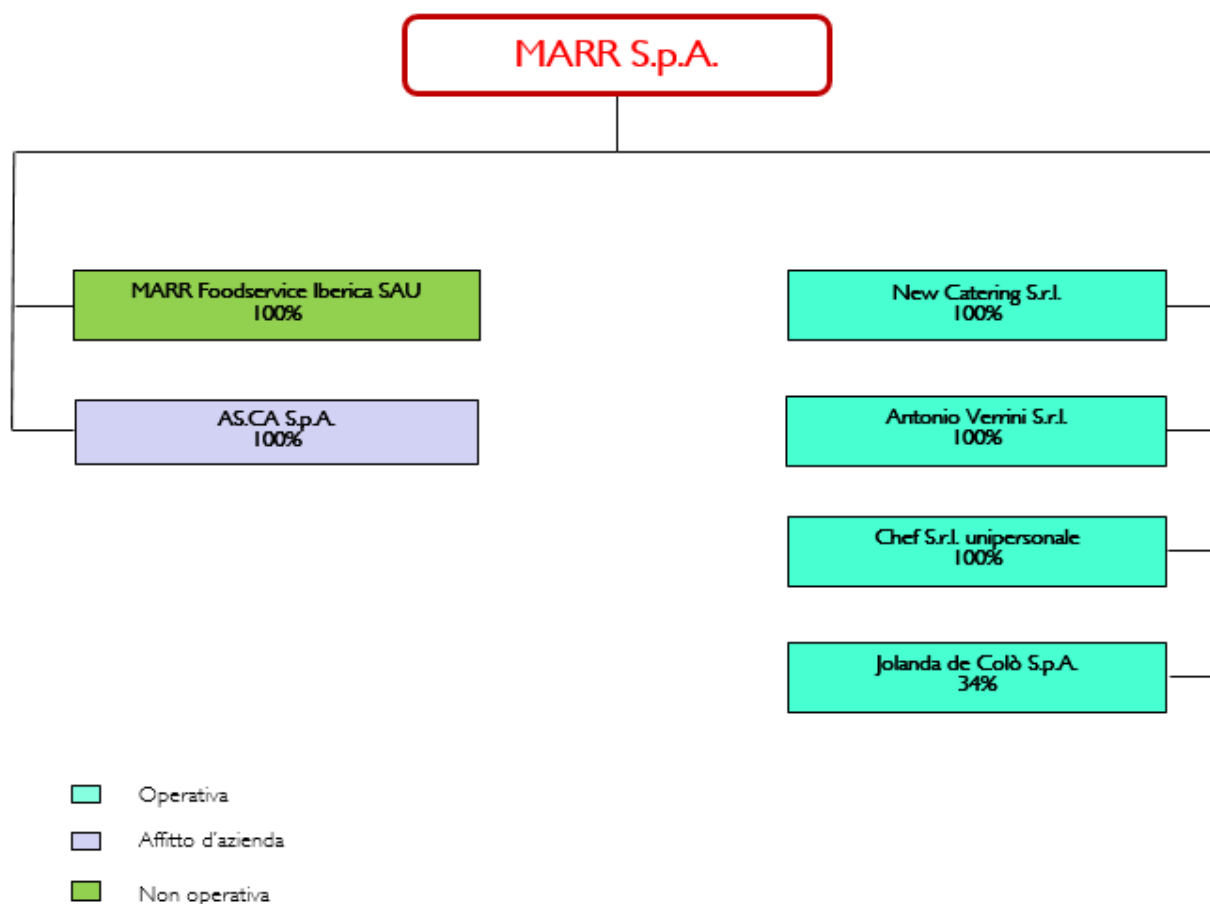 MARR S.p.A.
MARR Foodservice Iberica SAU
100%
AS.CA S.p.A.
100%
New Catering S.r.l.
100%
Antonio Verrini S.r.l.
100%
Chef S.r.l. unipersonale
100%
Jolanda de Colò S.p.A.
34%
Operativa
Affitto d'azienda
Non operativa